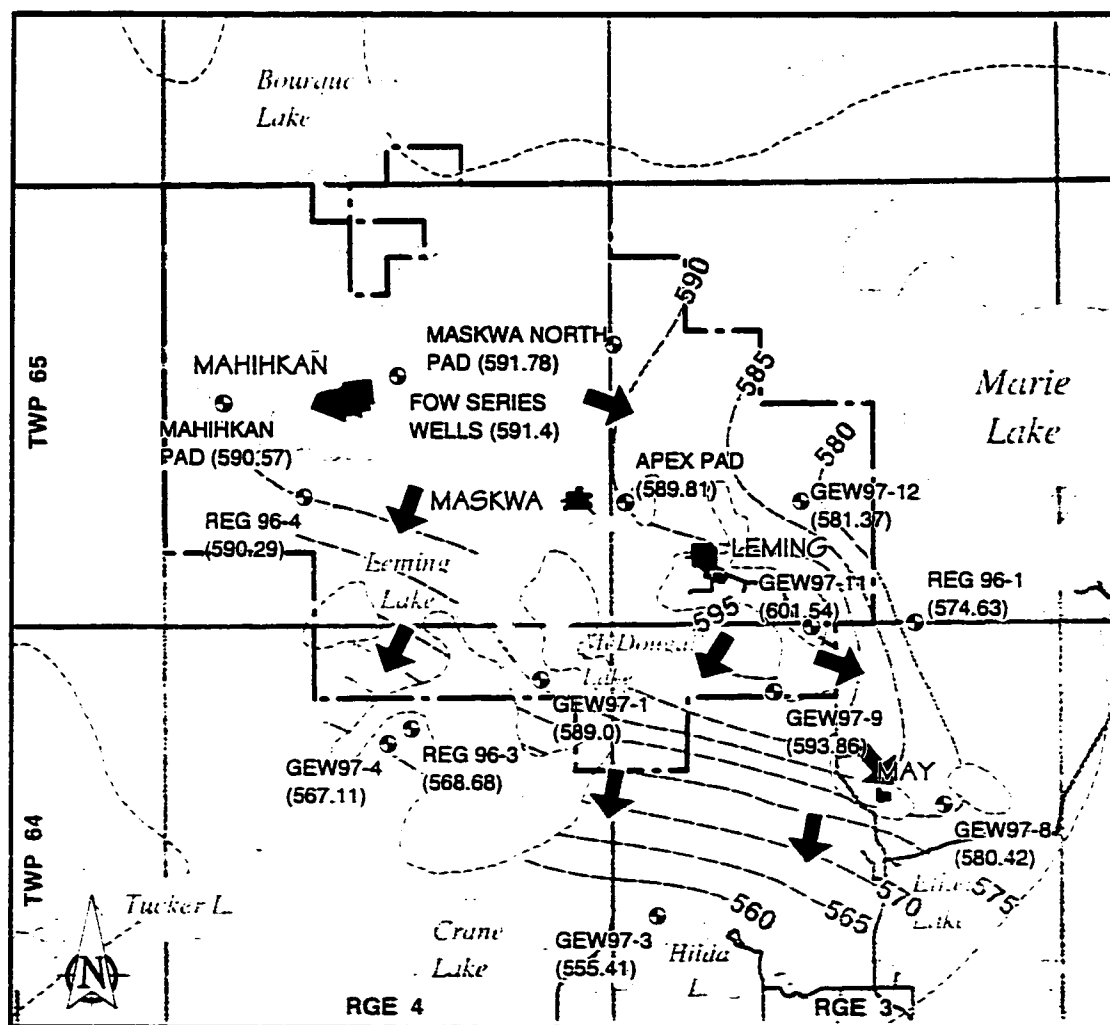 Bourque
Lake
590
MASKWA NORTH
PAD (591.78)
MAHIHKAN
585
TWP 65
Marie
Lake
FOW SERIES
WELLS (591.4)
MAHIHKAN
PAD (590.57)
580
APEX PAD
(589.81)
MASKWA
GEW97-12
(581.37)
REG 96-4
(590.29)
LEMING
Leming
Lake
GEW97-11
(601.54)
REG 96-1
(574.63)
595
McDougal
Lake
GEW97-1
(589.0)
GEW97-9
(593.86)
REG 96-3
(568.68)
GEW97-4
(567.11)
MAY
GEW97-8
(580.42)
TWP 64
Tucker L.
575
570
565
560
Lake
Crane
Lake
GEW97-3
(555.41)
Hilda
L.
N
RGE 4
RGE 3